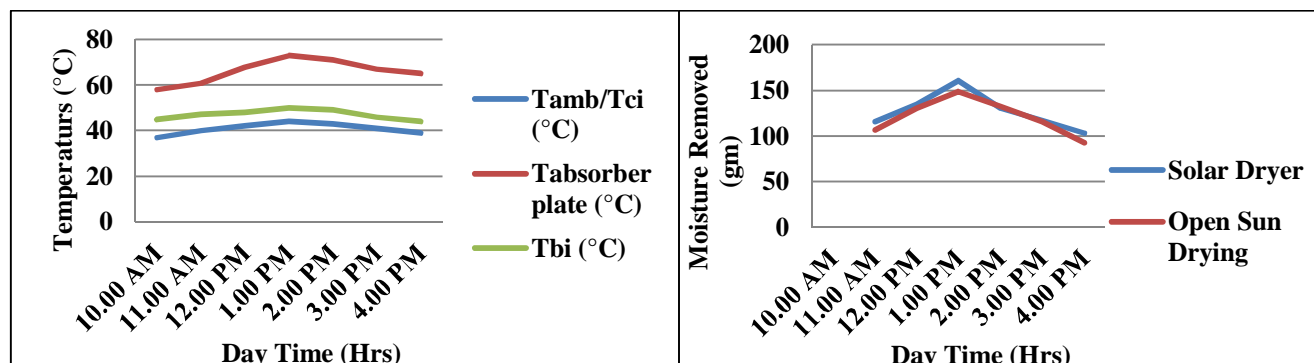 80
60
40
20
0
Temperaturs (°C)
10.00 AM
11.00 AM
12.00 PM
1.00 PM
2.00 PM
3.00 PM
4.00 PM
Day Time (Hrs)
Tamb/Tci
(°C)
Tabsorber
plate (°C)
Tbi (°C)
200
150
100
50
0
Moisture Removed
(gm)
10.00 AM
11.00 AM
12.00 PM
1.00 PM
2.00 PM
3.00 PM
4.00 PM
Day Time (Hrs)
Solar Dryer
Open Sun
Drying